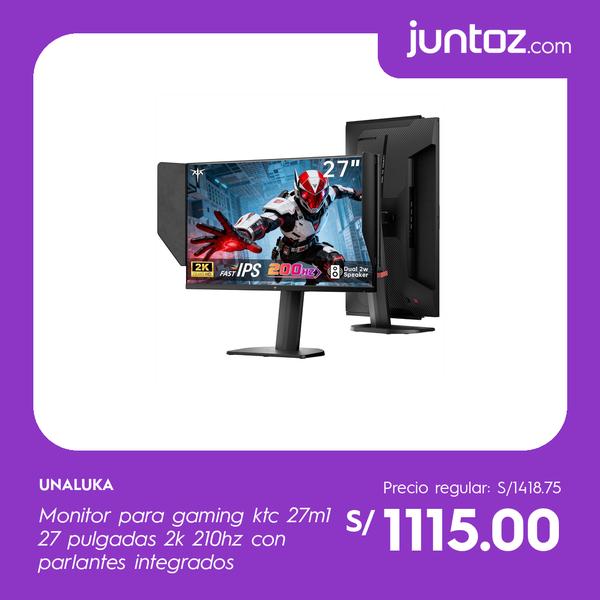 juntoz.com
27"
2K
FAST IPS 200HZ Dual 2w
Speaker
UNALUKA
Monitor para gaming ktc 27m1
27 pulgadas 2k 210hz con
parlantes integrados
Precio regular: S/1418.75
S/ 1115.00